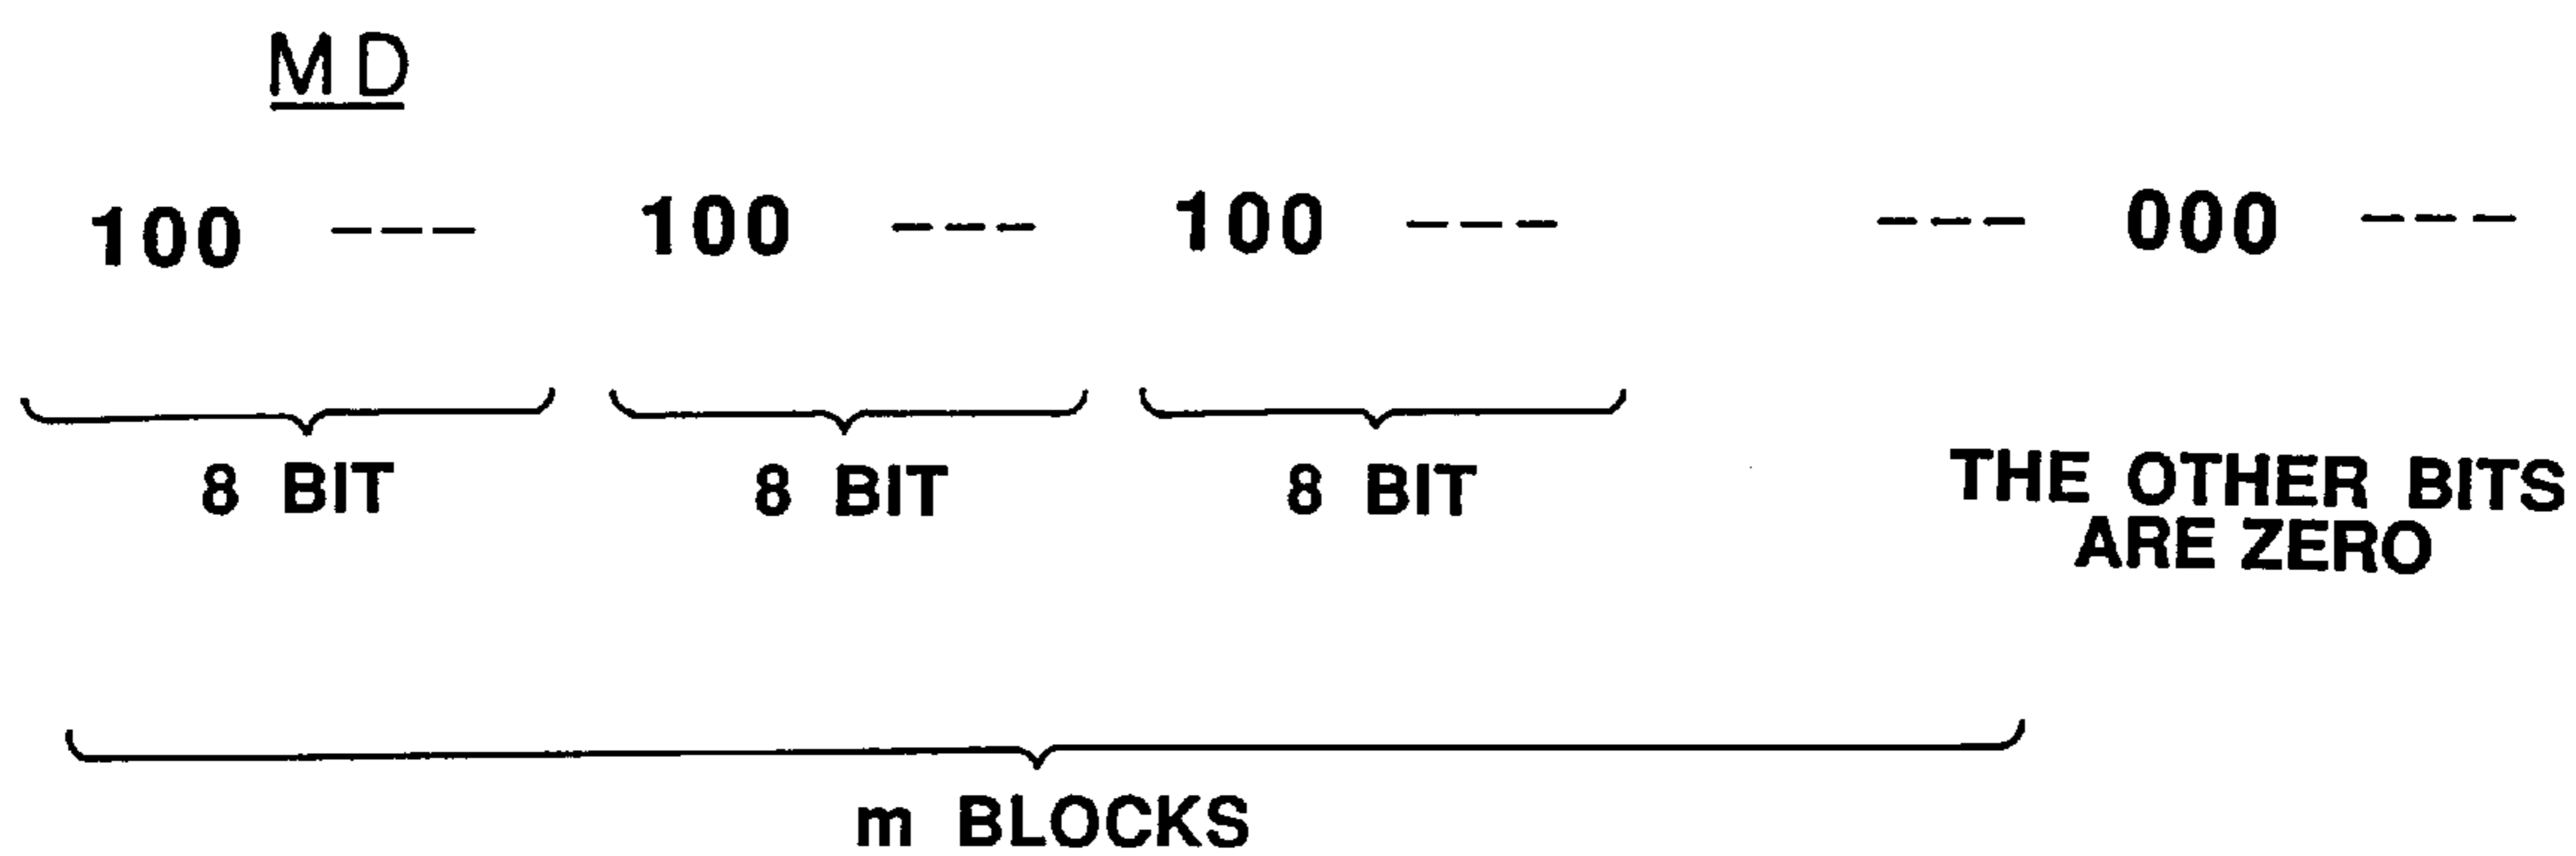 MD
100 --- 100 --- 100 --- --- 000 ---
8 BIT 8 BIT 8 BIT
THE OTHER BITS
ARE ZERO
m BLOCKS